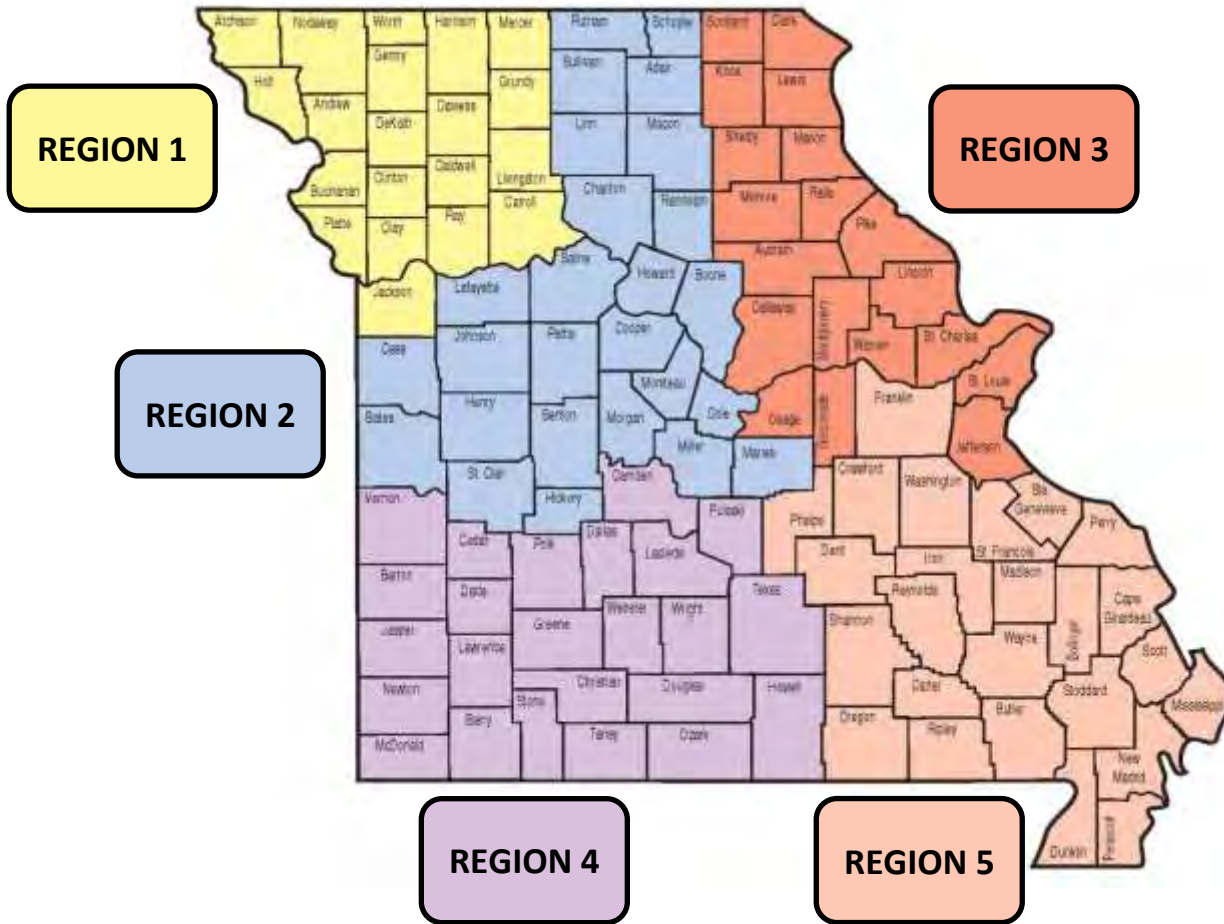 Atchison
Nodaway
Worth
Harrison
Mercer
Putnam
Schuyler
Scotland
Clark
Gentry
Sullivan
Adair
Knox
Lewis
Holt
Grundy
Andrew
DeKalb
Daviess
Linn
Macon
Shelby
Marion
REGION 1
REGION 3
Buchanan
Clinton
Caldwell
Livingston
Chariton
Randolph
Monroe
Ralls
Platte
Clay
Ray
Carroll
Pike
Audrain
Saline
Howard
Boone
Lincoln
Jackson
Lafayette
Callaway
Montgomery
Cass
Johnson
Pettis
Cooper
Warren
St. Charles
Moniteau
St. Louis
REGION 2
Bates
Henry
Benton
Morgan
Cole
Osage
Gasconade
Franklin
Miller
Maries
Jefferson
St. Clair
Camden
Crawford
Washington
Vernon
Hickory
Pulaski
Phelps
Ste.
Genevieve
Perry
Cedar
Polk
Dallas
Laclede
Dent
Iron
St. Francois
Barton
Madison
Dade
Webster
Wright
Texas
Reynolds
Cape
Girardeau
Jasper
Greene
Shannon
Wayne
Bollinger
Lawrence
Scott
Newton
Christian
Douglas
Howell
Carter
Stoddard
Stone
Mississippi
Barry
Oregon
Ripley
Butler
McDonald
Taney
Ozark
New
Madrid
REGION 4
REGION 5
Dunklin
Pemiscot